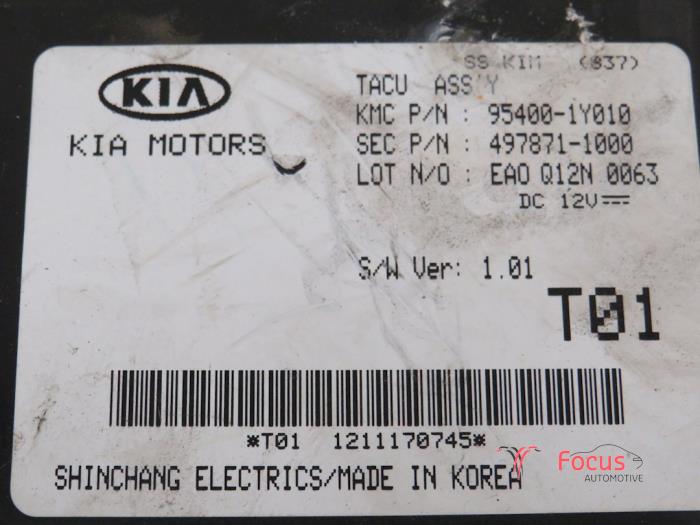 SS KIM (837)
KIA
KIA MOTORS
TACU ASS'Y
KMC P/N : 95400-1Y010
SEC P/N : 497871-1000
LOT N/O : EAO Q12N 0063
DC 12V
S/W Ver: 1.01
T01
*T01 1211170745*
SHINCHANG ELECTRICS/MADE IN KOREA
Focus
AUTOMOTIVE